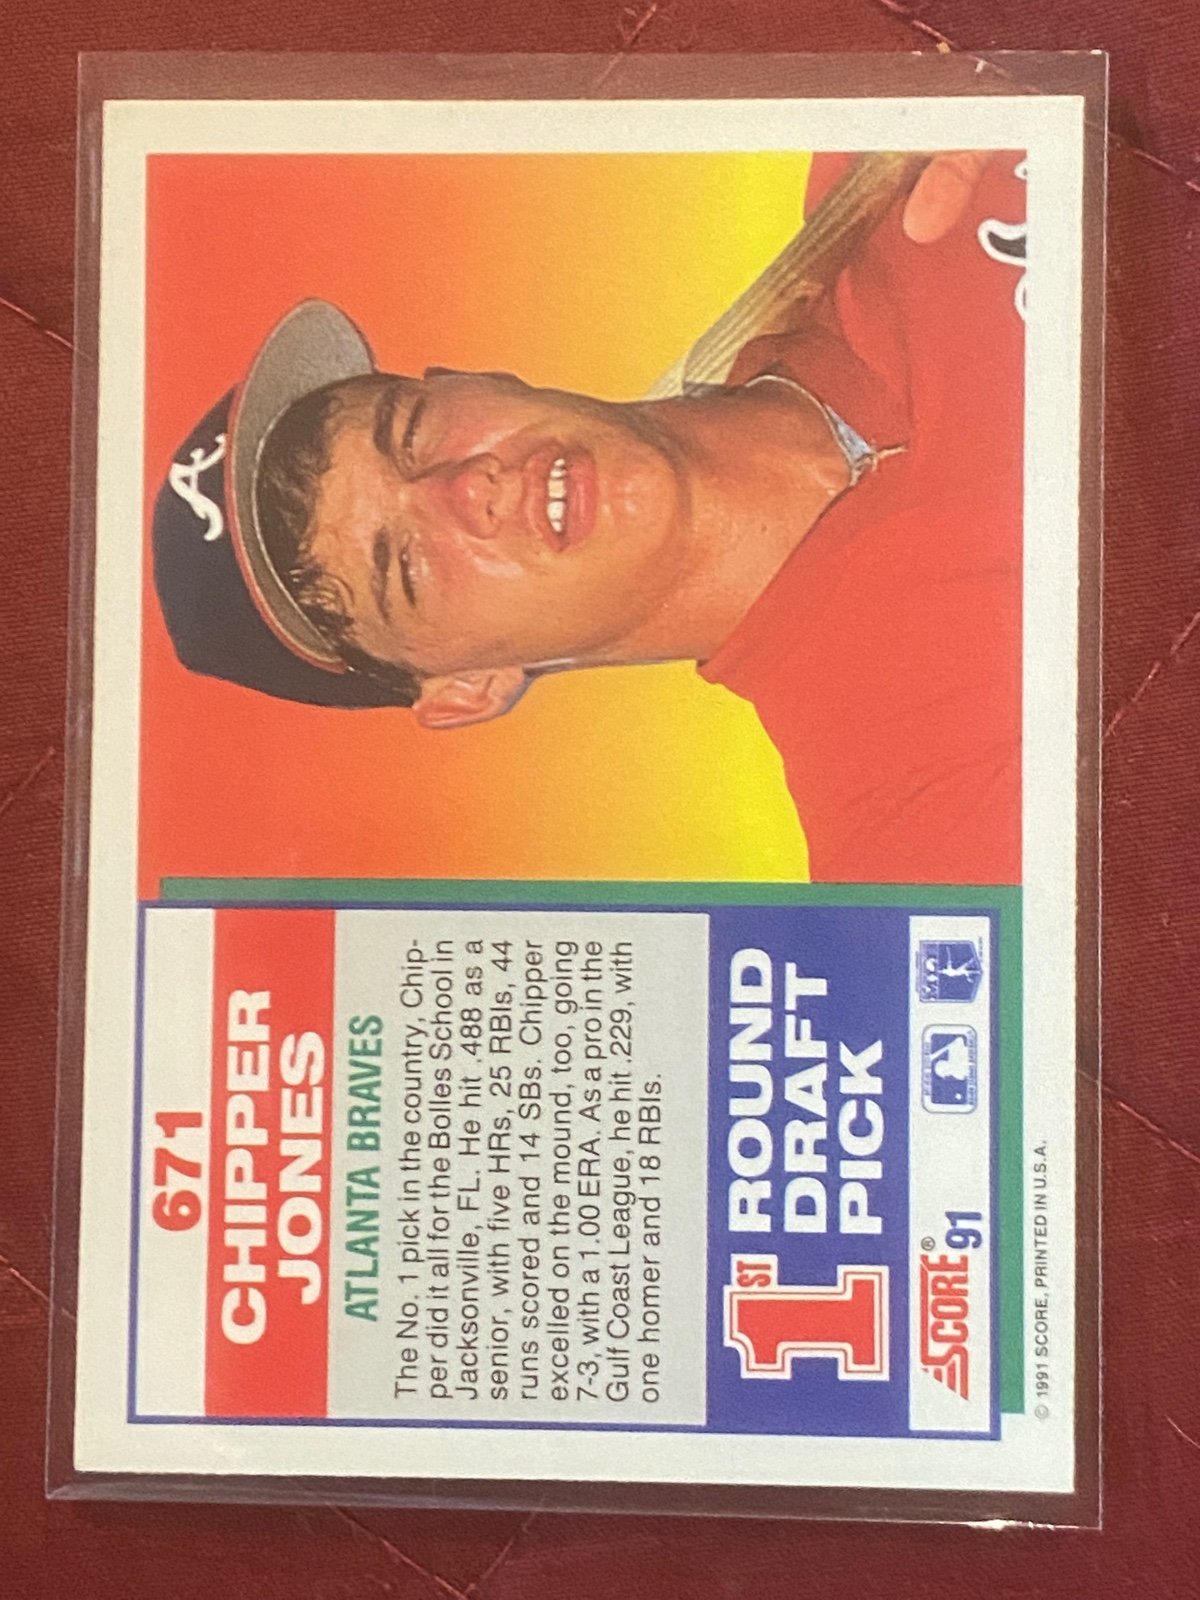 671
CHIPPER
JONES
ATLANTA BRAVES
The No. 1 pick in the country, Chip-
per did it all for the Bolles School in
Jacksonville, FL. He hit .488 as a
senior, with five HRs, 25 RBIs, 44
runs scored and 14 SBs. Chipper
excelled on the mound, too, going
7-3, with a 1.00 ERA. As a pro in the
Gulf Coast League, he hit .229, with
one homer and 18 RBIs.
1ST ROUND
DRAFT
PICK
SCORE® 91
© 1991 SCORE, PRINTED IN U.S.A.
A